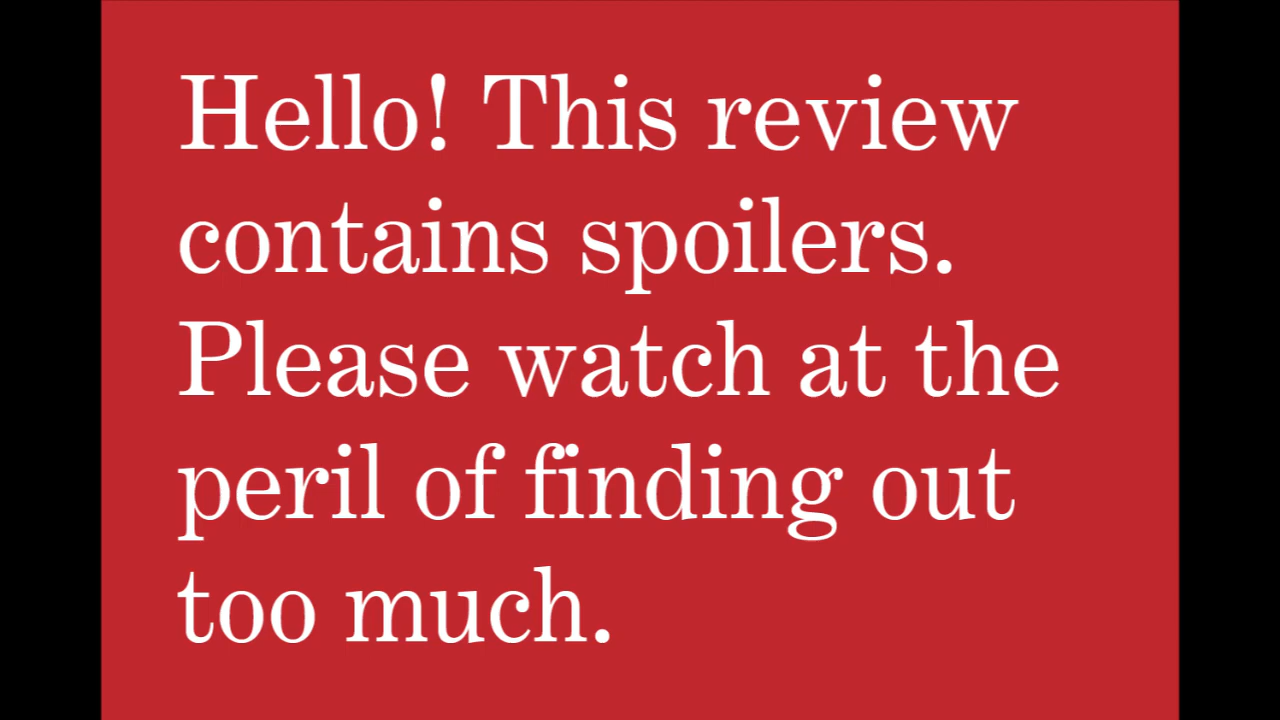 Hello! This review
contains spoilers.
Please watch at the
peril of finding out
too much.